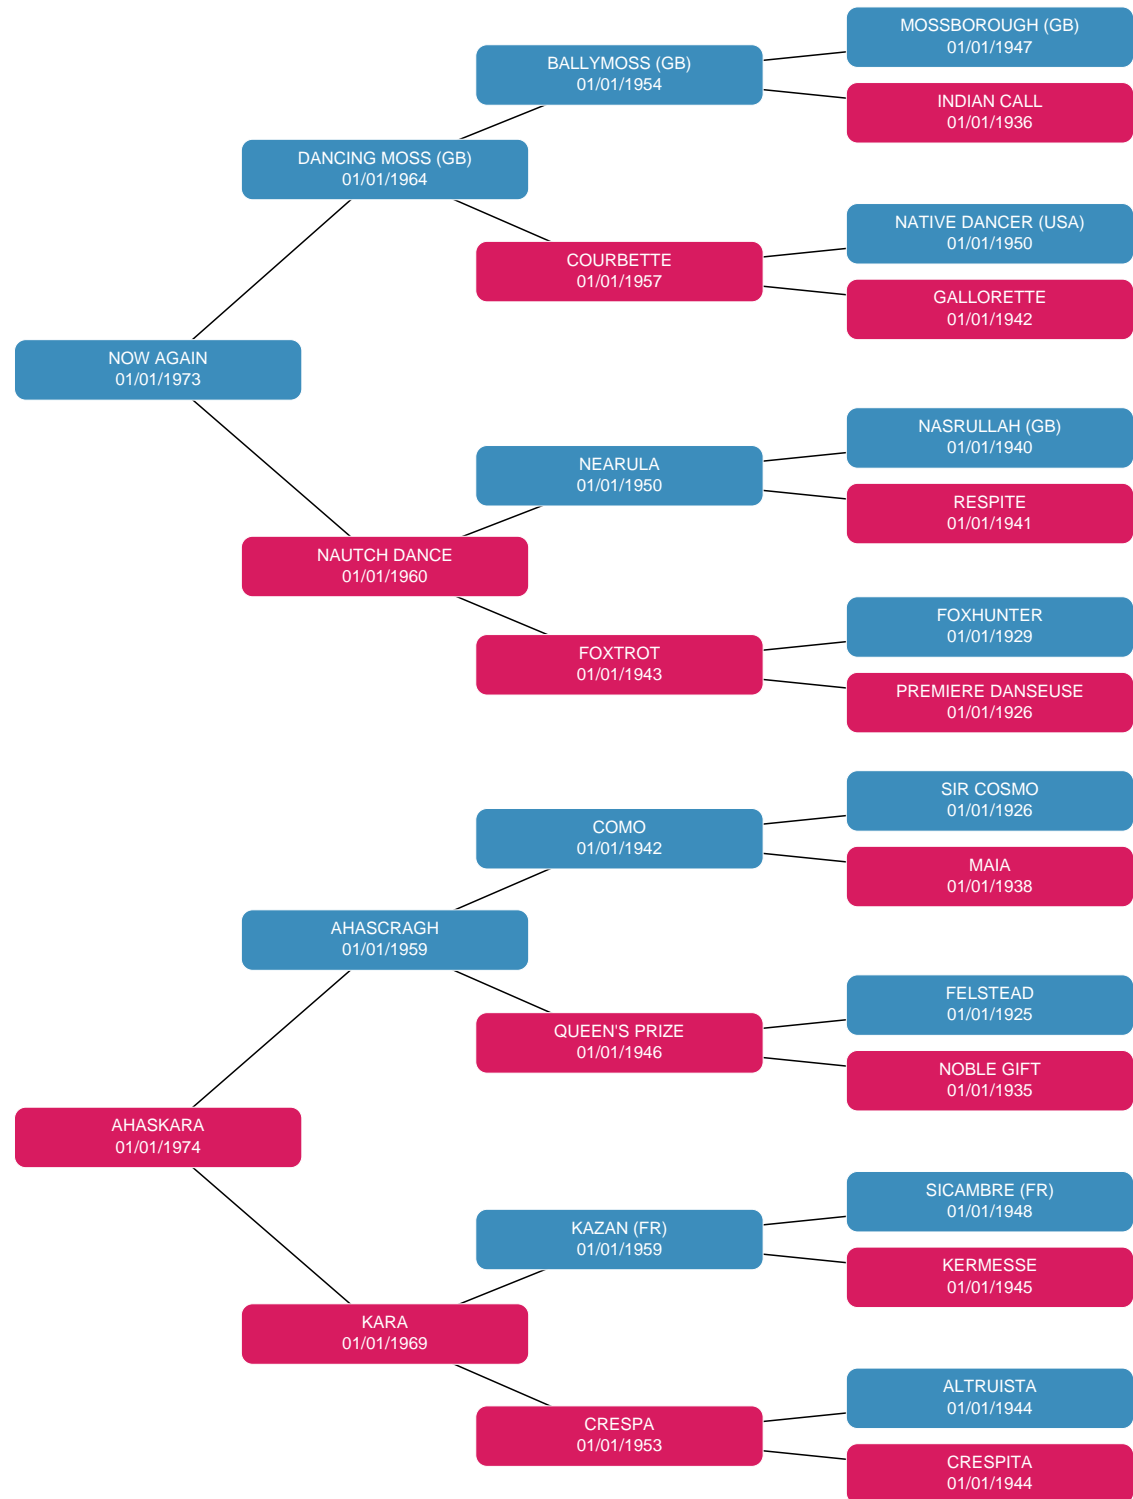 MOSSBOROUGH (GB)
01/01/1947
BALLYMOSS (GB)
01/01/1954
INDIAN CALL
01/01/1936
DANCING MOSS (GB)
01/01/1964
NATIVE DANCER (USA)
01/01/1950
COURBETTE
01/01/1957
GALLORETTE
01/01/1942
NOW AGAIN
01/01/1973
NASRULLAH (GB)
01/01/1940
NEARULA
01/01/1950
RESPITE
01/01/1941
NAUTCH DANCE
01/01/1960
FOXHUNTER
01/01/1929
FOXTROT
01/01/1943
PREMIERE DANSEUSE
01/01/1926
SIR COSMO
01/01/1926
COMO
01/01/1942
MAIA
01/01/1938
AHASCRAGH
01/01/1959
FELSTEAD
01/01/1925
QUEEN'S PRIZE
01/01/1946
NOBLE GIFT
01/01/1935
AHASKARA
01/01/1974
SICAMBRE (FR)
01/01/1948
KAZAN (FR)
01/01/1959
KERMESSE
01/01/1945
KARA
01/01/1969
ALTRUISTA
01/01/1944
CRESPA
01/01/1953
CRESPITA
01/01/1944